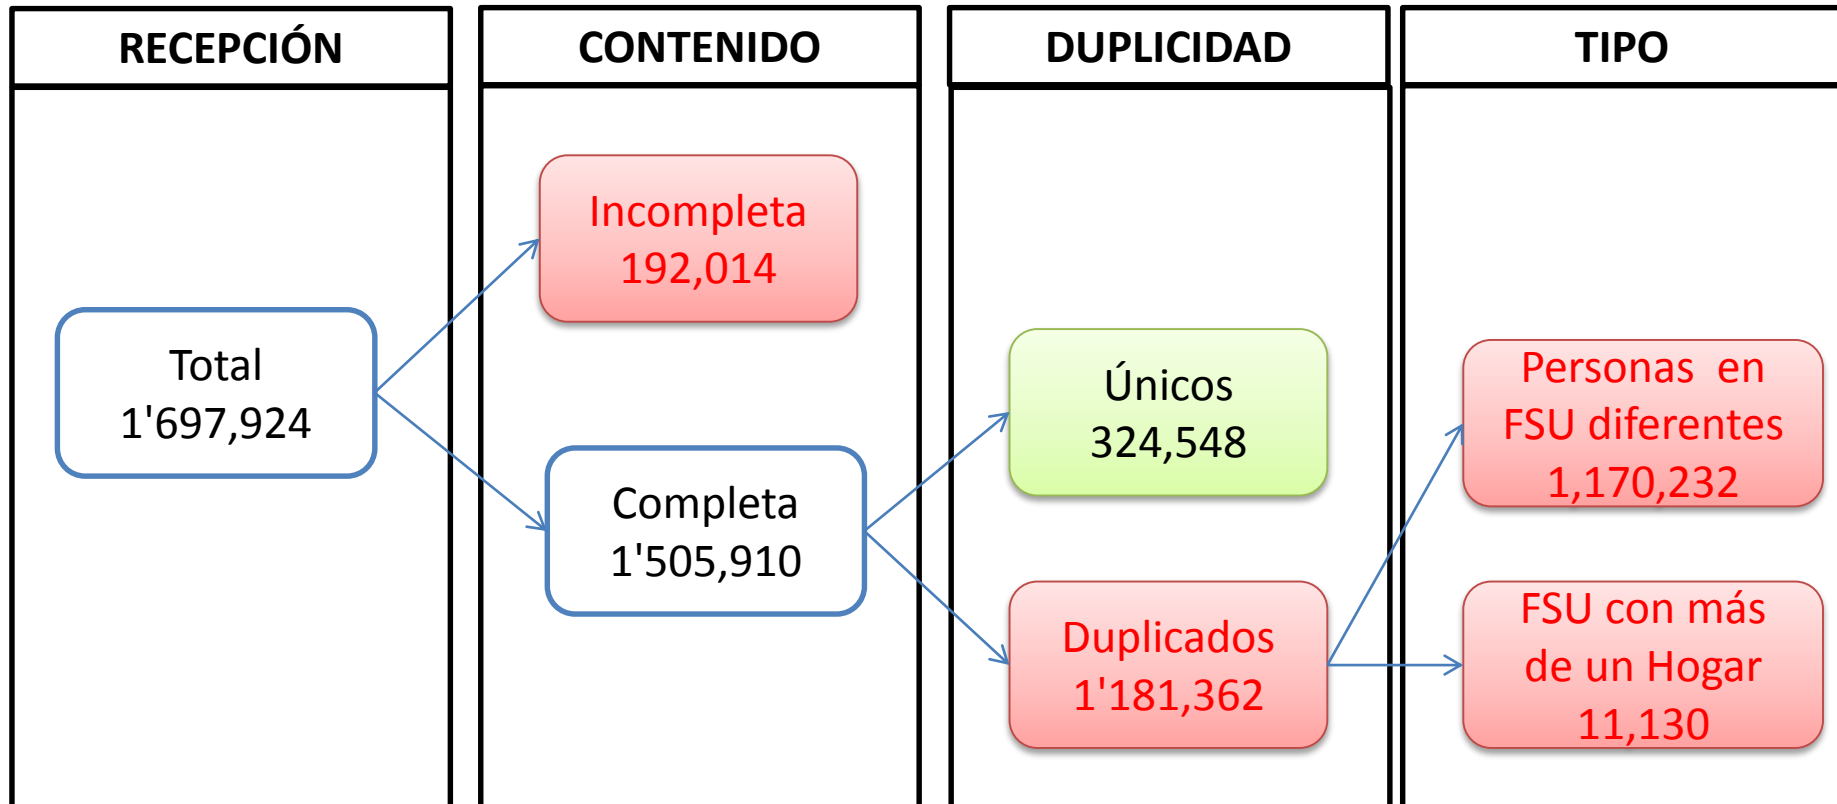 RECEPCIÓN
CONTENIDO
DUPLICIDAD
TIPO
Total
1'697,924
Incompleta
192,014
Completa
1'505,910
Únicos
324,548
Duplicados
1'181,362
Personas  en
FSU diferentes
1,170,232
FSU con más
de un Hogar
11,130